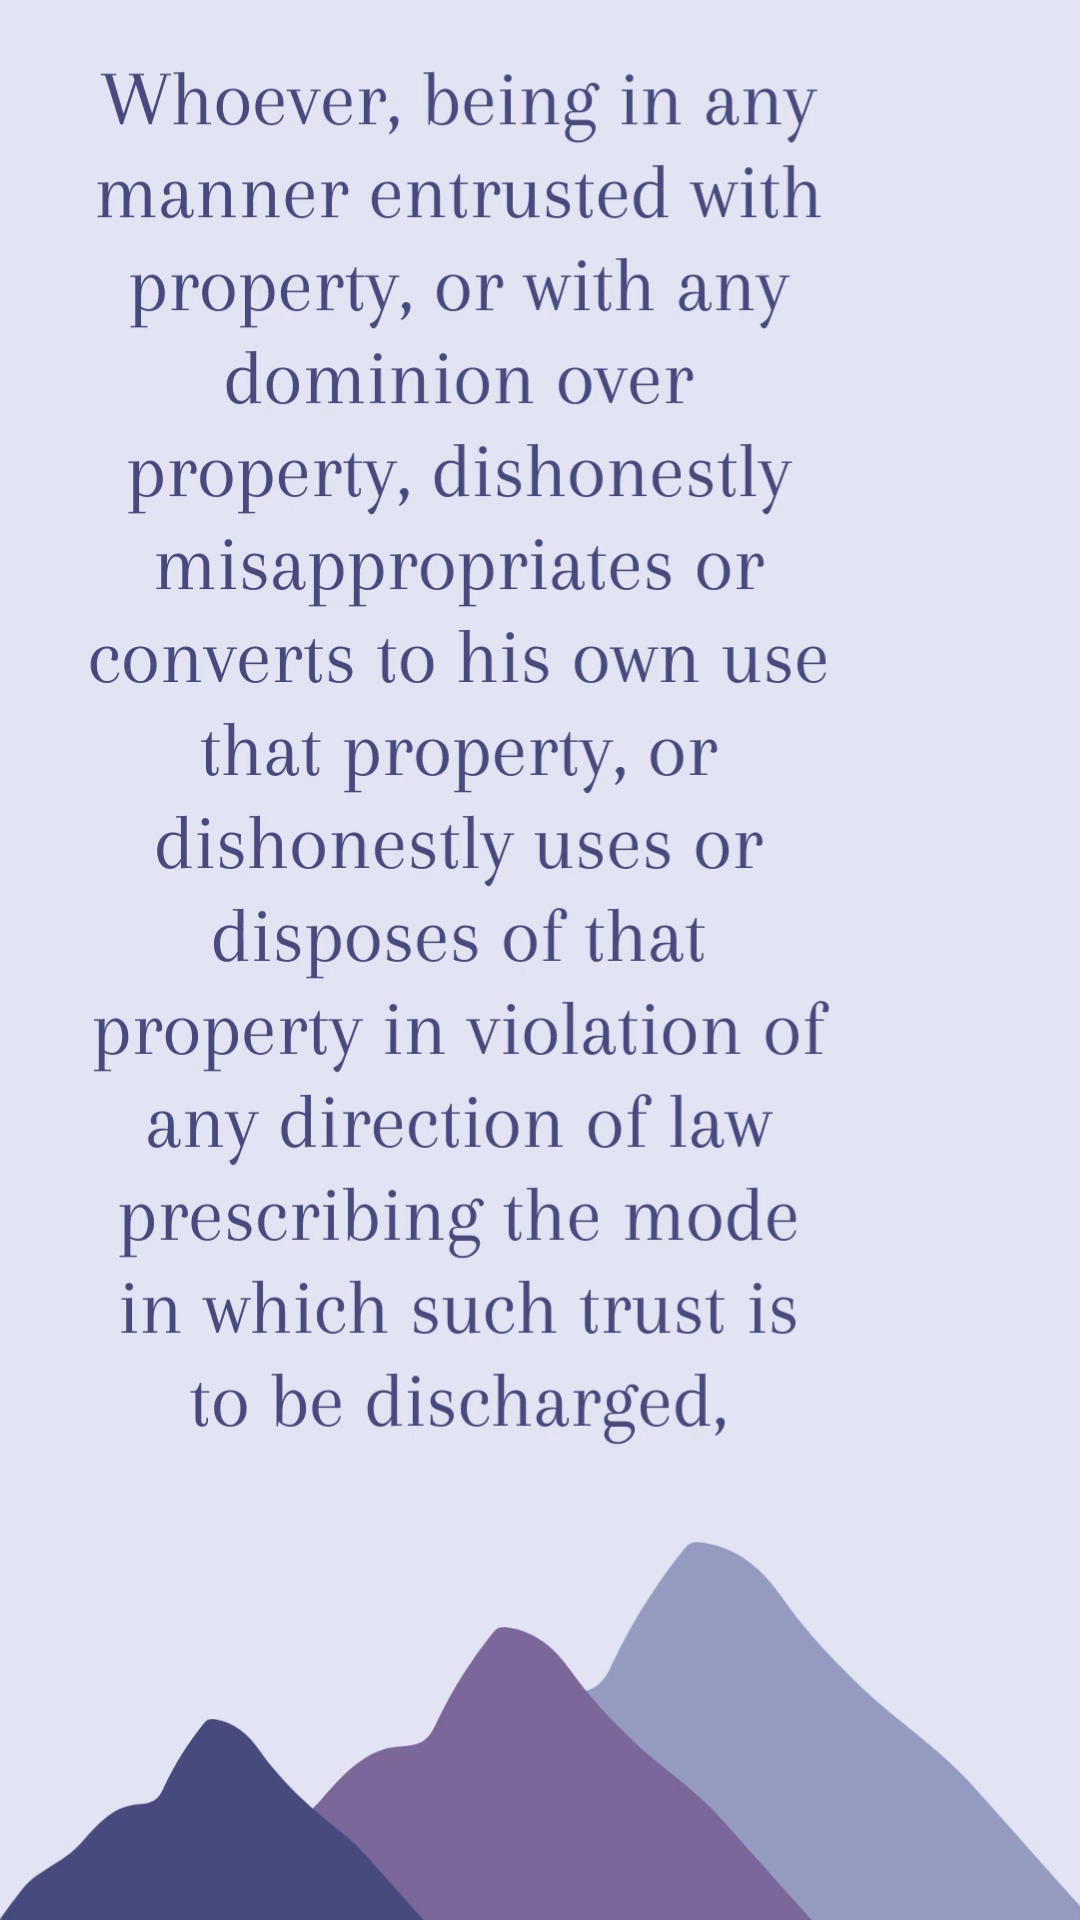 Whoever, being in any
manner entrusted with
property, or with any
dominion over
property, dishonestly
misappropriates or
converts to his own use
that property, or
dishonestly uses or
disposes of that
property in violation of
any direction of law
prescribing the mode
in which such trust is
to be discharged,